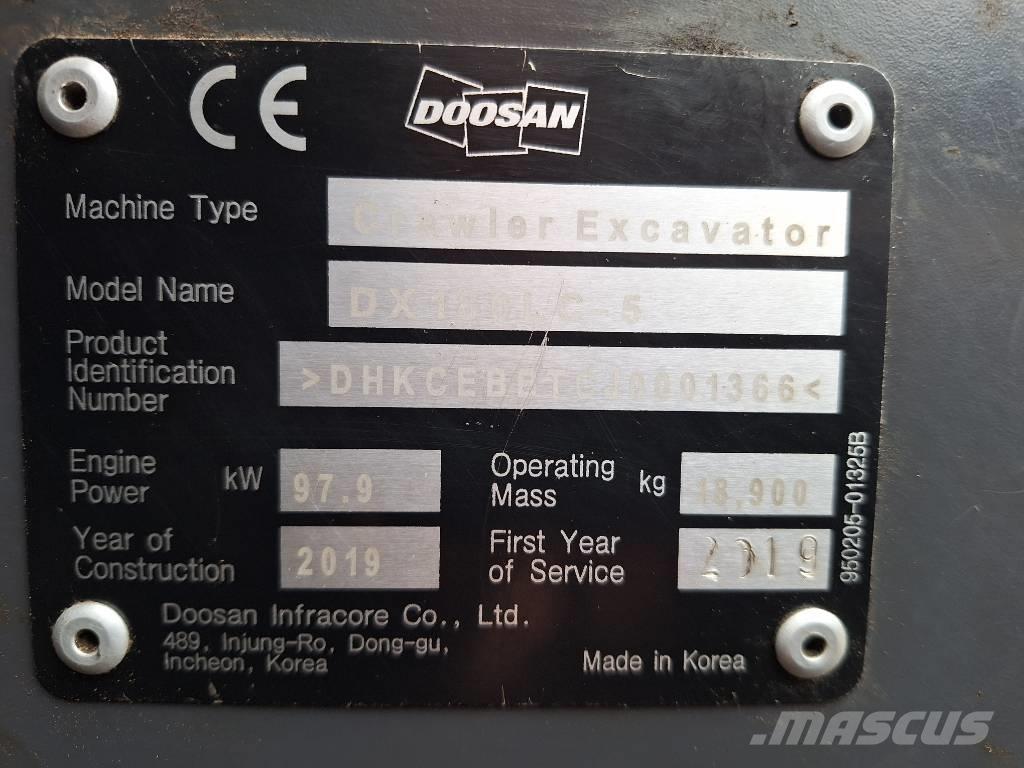 CE
DOOSAN
Machine Type Crawler Excavator
Model Name
Product
Identification
Number
Engine
Power kW 97.9
Operating
Mass kg 18,900
Year of
Construction 2019
First Year
of Service 2019
950205-01325B
Doosan Infracore Co., Ltd.
489, Injung-Ro, Dong-gu,
Incheon, Korea
Made in Korea
MASCUS